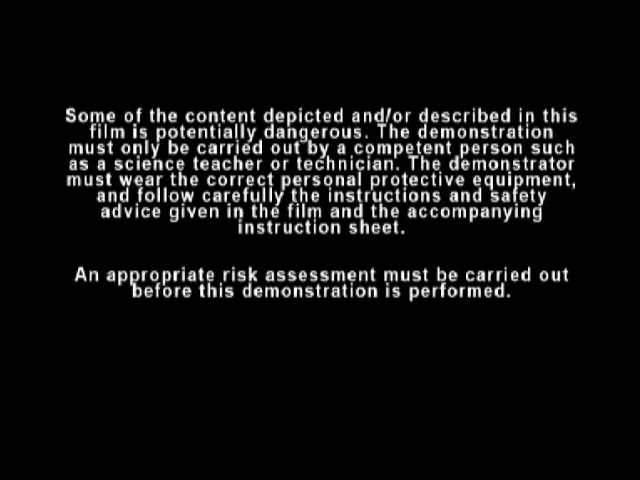 Some of the content depicted and/or described in this
film is potentially dangerous. The demonstration
must only be carried out by a competent person such
as a science teacher or technician. The demonstrator
must wear the correct personal protective equipment,
and follow carefully the instructions and safety
advice given in the film and the accompanying
instruction sheet.
An appropriate risk assessment must be carried out
before this demonstration is performed.